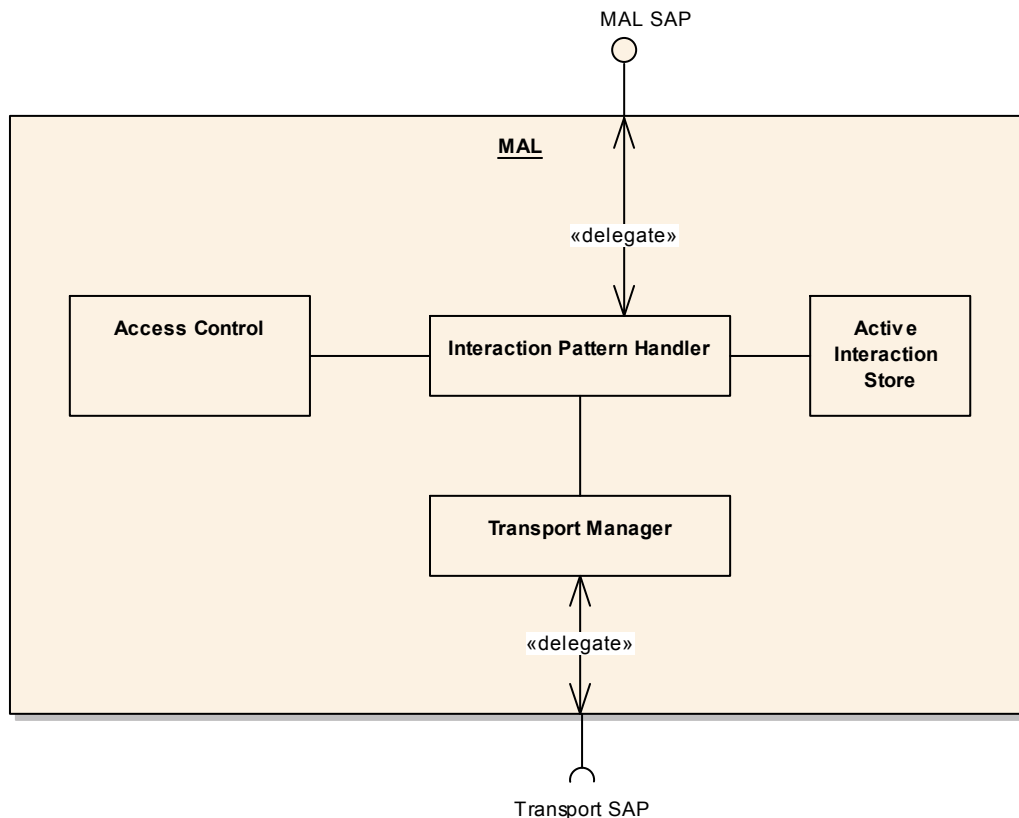 MAL SAP
MAL
«delegate»
Access Control
Interaction Pattern Handler
Active
Interaction
Store
Transport Manager
«delegate»
Transport SAP